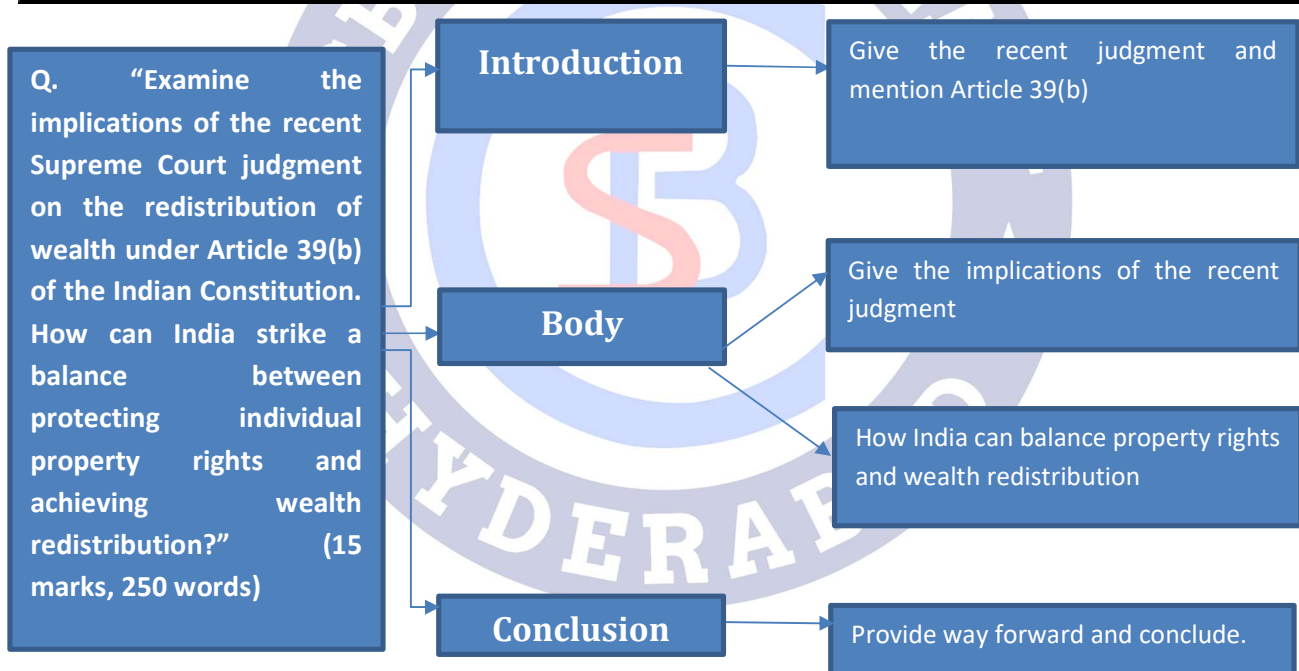 Q. "Examine the
implications of the recent
Supreme Court judgment
on the redistribution of
wealth under Article 39(b)
of the Indian Constitution.
How can India strike a
balance between
protecting individual
property rights and
achieving wealth
redistribution?" (15
marks, 250 words)
Introduction
Give the recent judgment and
mention Article 39(b)
Body
Give the implications of the recent
judgment
How India can balance property rights
and wealth redistribution
Conclusion
Provide way forward and conclude.
SB
HYDERABAD